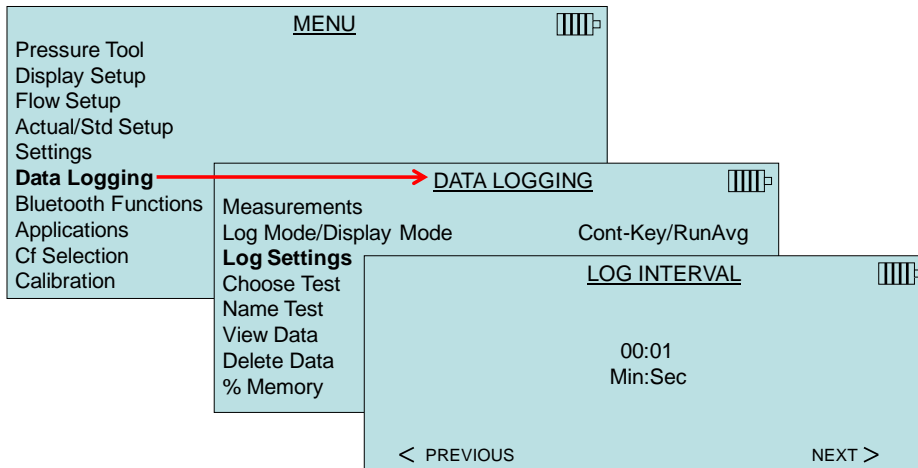 MENU
Pressure Tool
Display Setup
Flow Setup
Actual/Std Setup
Settings
Data Logging
Bluetooth Functions
Applications
Cf Selection
Calibration
DATA LOGGING
Measurements
Log Mode/Display Mode Cont-Key/RunAvg
Log Settings
Choose Test
Name Test
View Data
Delete Data
% Memory
LOG INTERVAL
00:01
Min:Sec
< PREVIOUS NEXT >